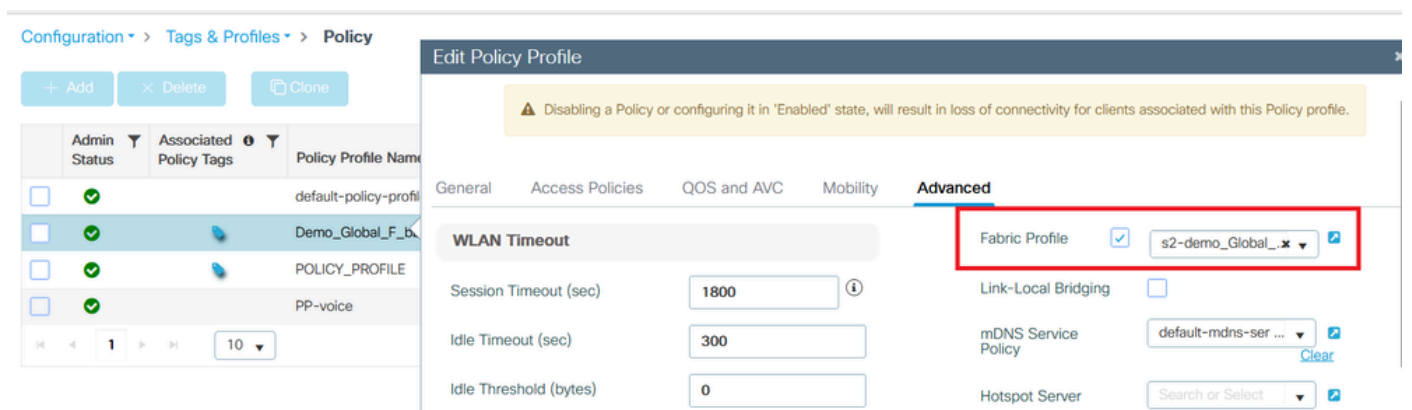 Configuration > Tags & Profiles > Policy
+ Add × Delete Clone
Admin Status Associated Policy Tags Policy Profile Name
default-policy-profil
Demo_Global_F_b
POLICY_PROFILE
PP-voice
1 10
Edit Policy Profile
Disabling a Policy or configuring it in 'Enabled' state, will result in loss of connectivity for clients associated with this Policy profile.
General Access Policies QOS and AVC Mobility Advanced
WLAN Timeout
Session Timeout (sec) 1800
Idle Timeout (sec) 300
Idle Threshold (bytes) 0
Fabric Profile s2-demo_Global_..
Link-Local Bridging
mDNS Service Policy default-mdns-ser ...
Clear
Hotspot Server Search or Select